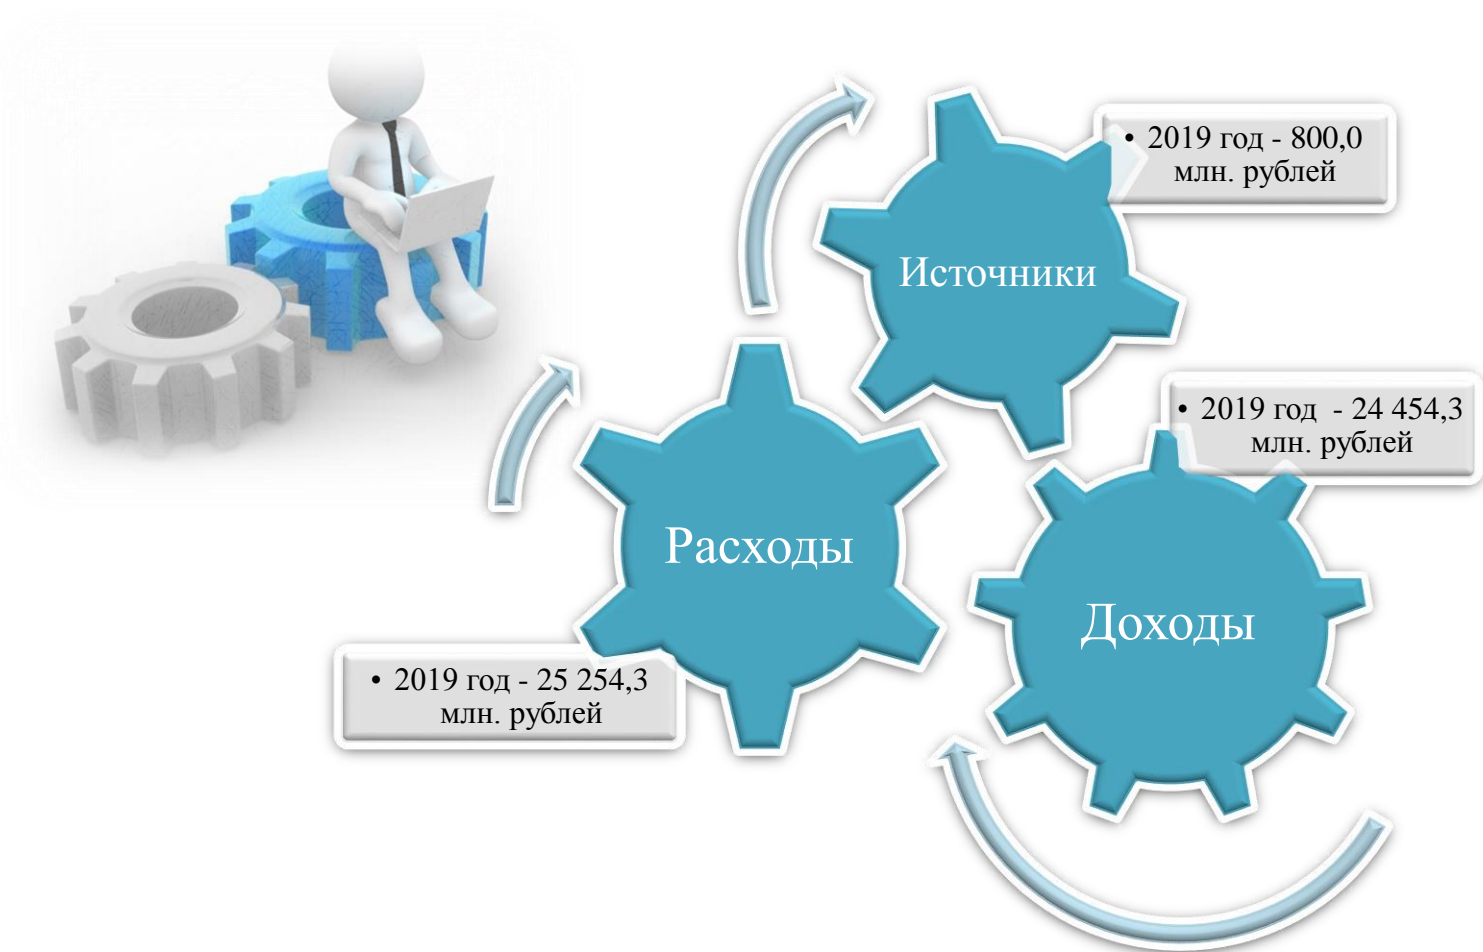 • 2019 год - 800,0
млн. рублей
Источники
• 2019 год - 24 454,3
млн. рублей
Расходы
Доходы
• 2019 год - 25 254,3
млн. рублей